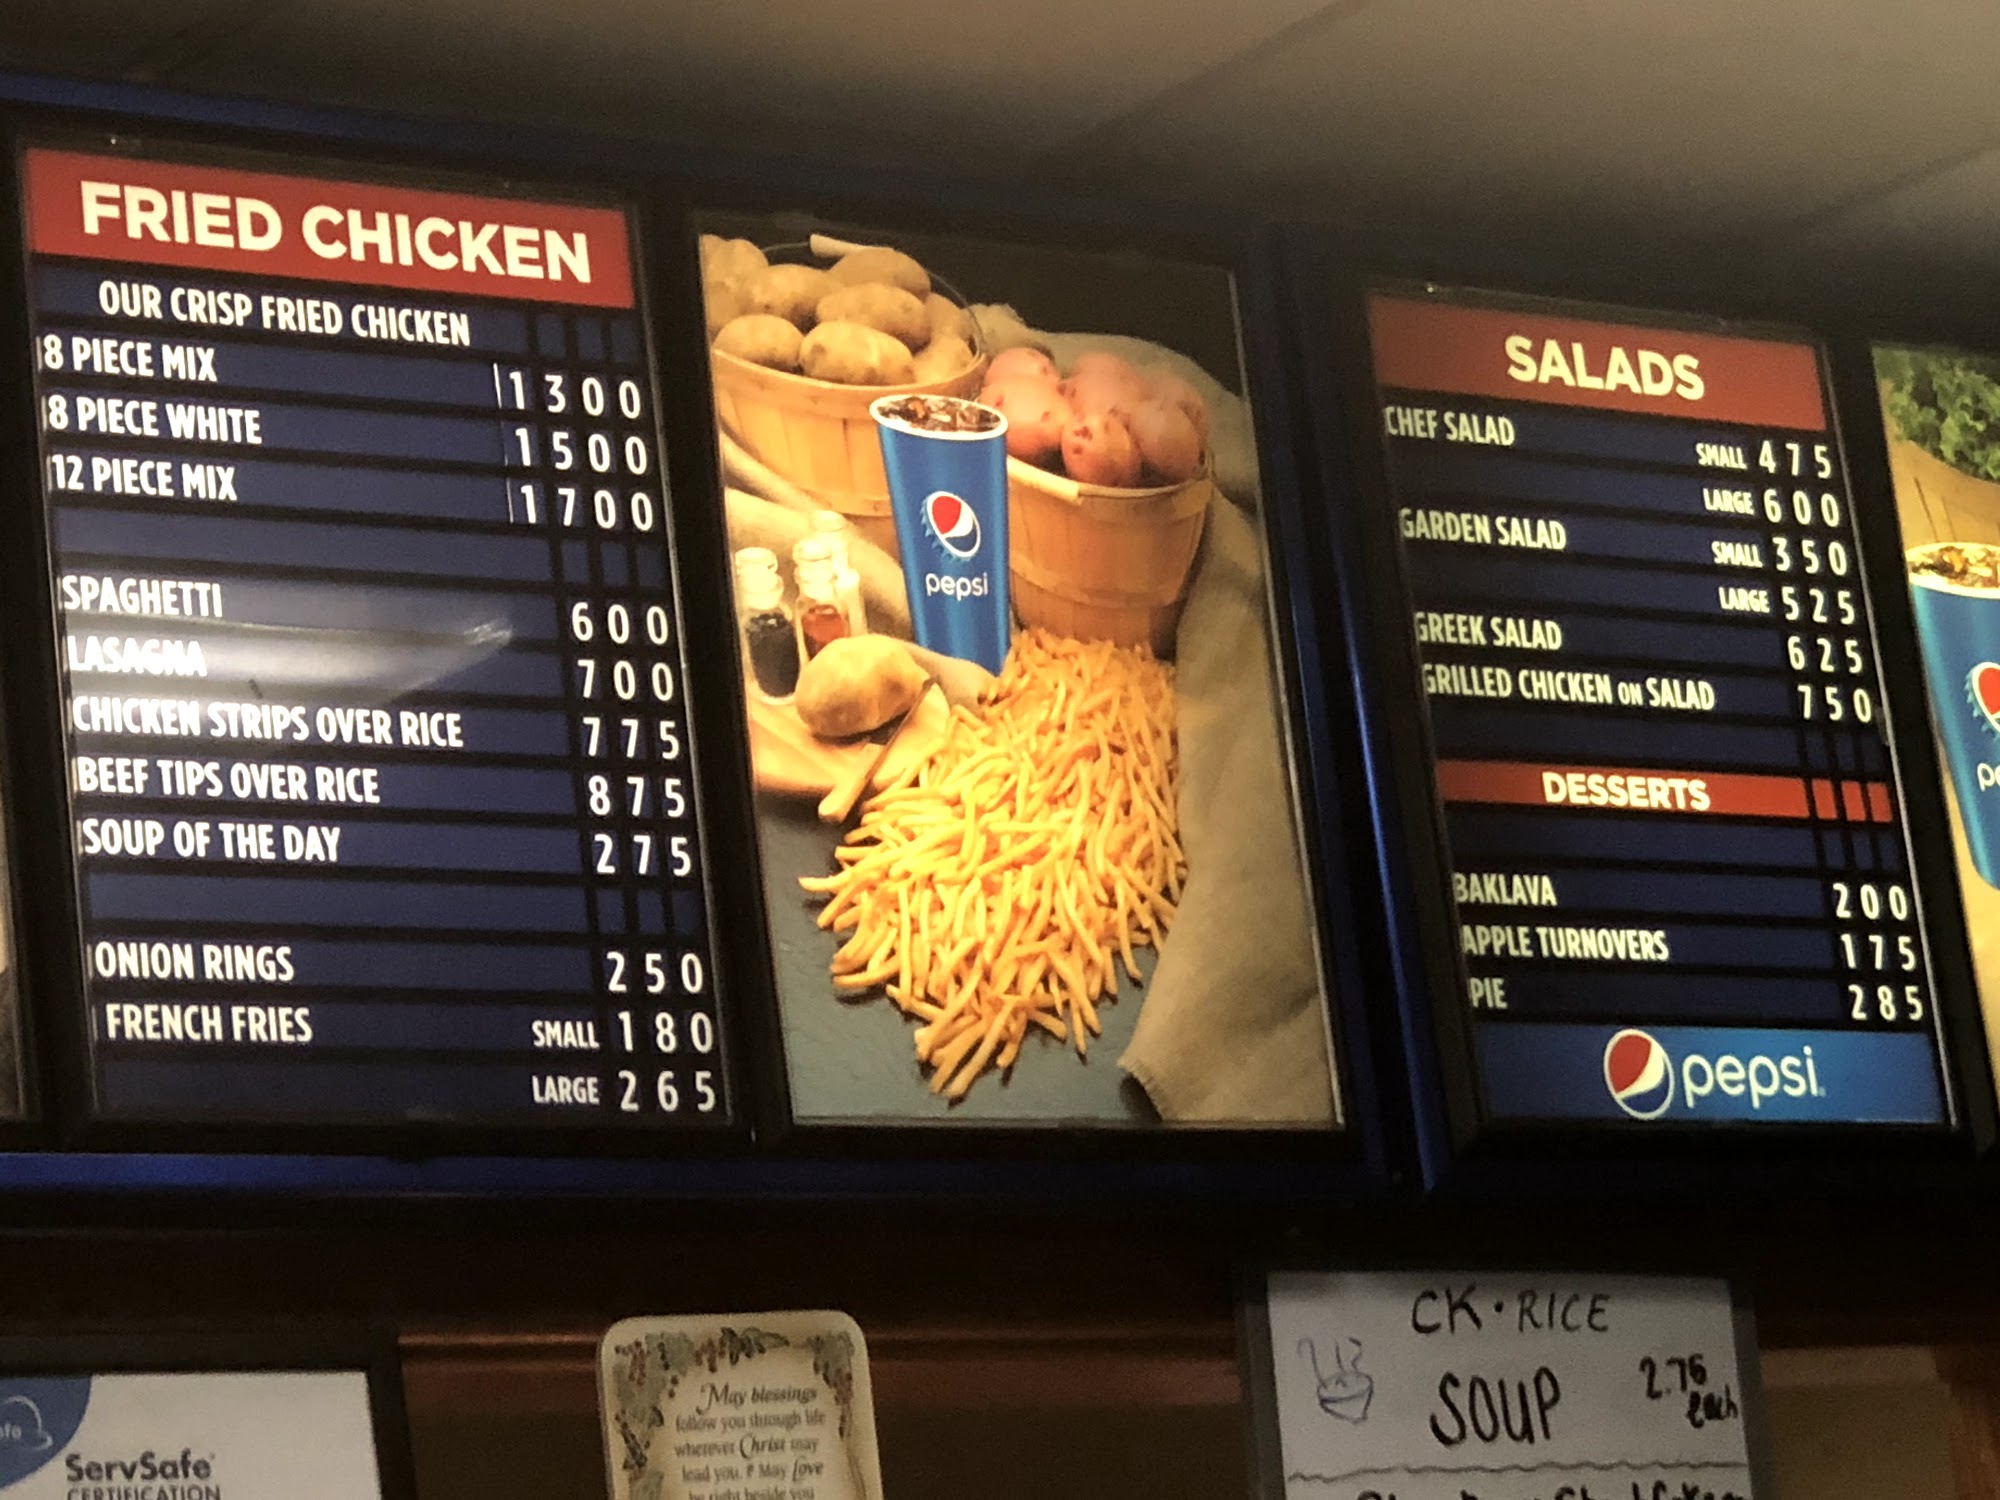 FRIED CHICKEN
OUR CRISP FRIED CHICKEN
8 PIECE MIX 1300
8 PIECE WHITE 1500
12 PIECE MIX 1700
SPAGHETTI 600
LASAGNA 700
CHICKEN STRIPS OVER RICE 775
BEEF TIPS OVER RICE 875
SOUP OF THE DAY 275
ONION RINGS 250
FRENCH FRIES SMALL 180
LARGE 265
pepsi
SALADS
CHEF SALAD SMALL 475
LARGE 600
GARDEN SALAD SMALL 350
LARGE 525
GREEK SALAD 625
GRILLED CHICKEN ON SALAD 750
DESSERTS
BAKLAVA 200
APPLE TURNOVERS 175
PIE 285
pepsi
ServSafe
CERTIFICATION
May blessings
follow you through life
wherever Christ may
lead you. May Love
be right beside you
CK·RICE
SOUP 2.75
each